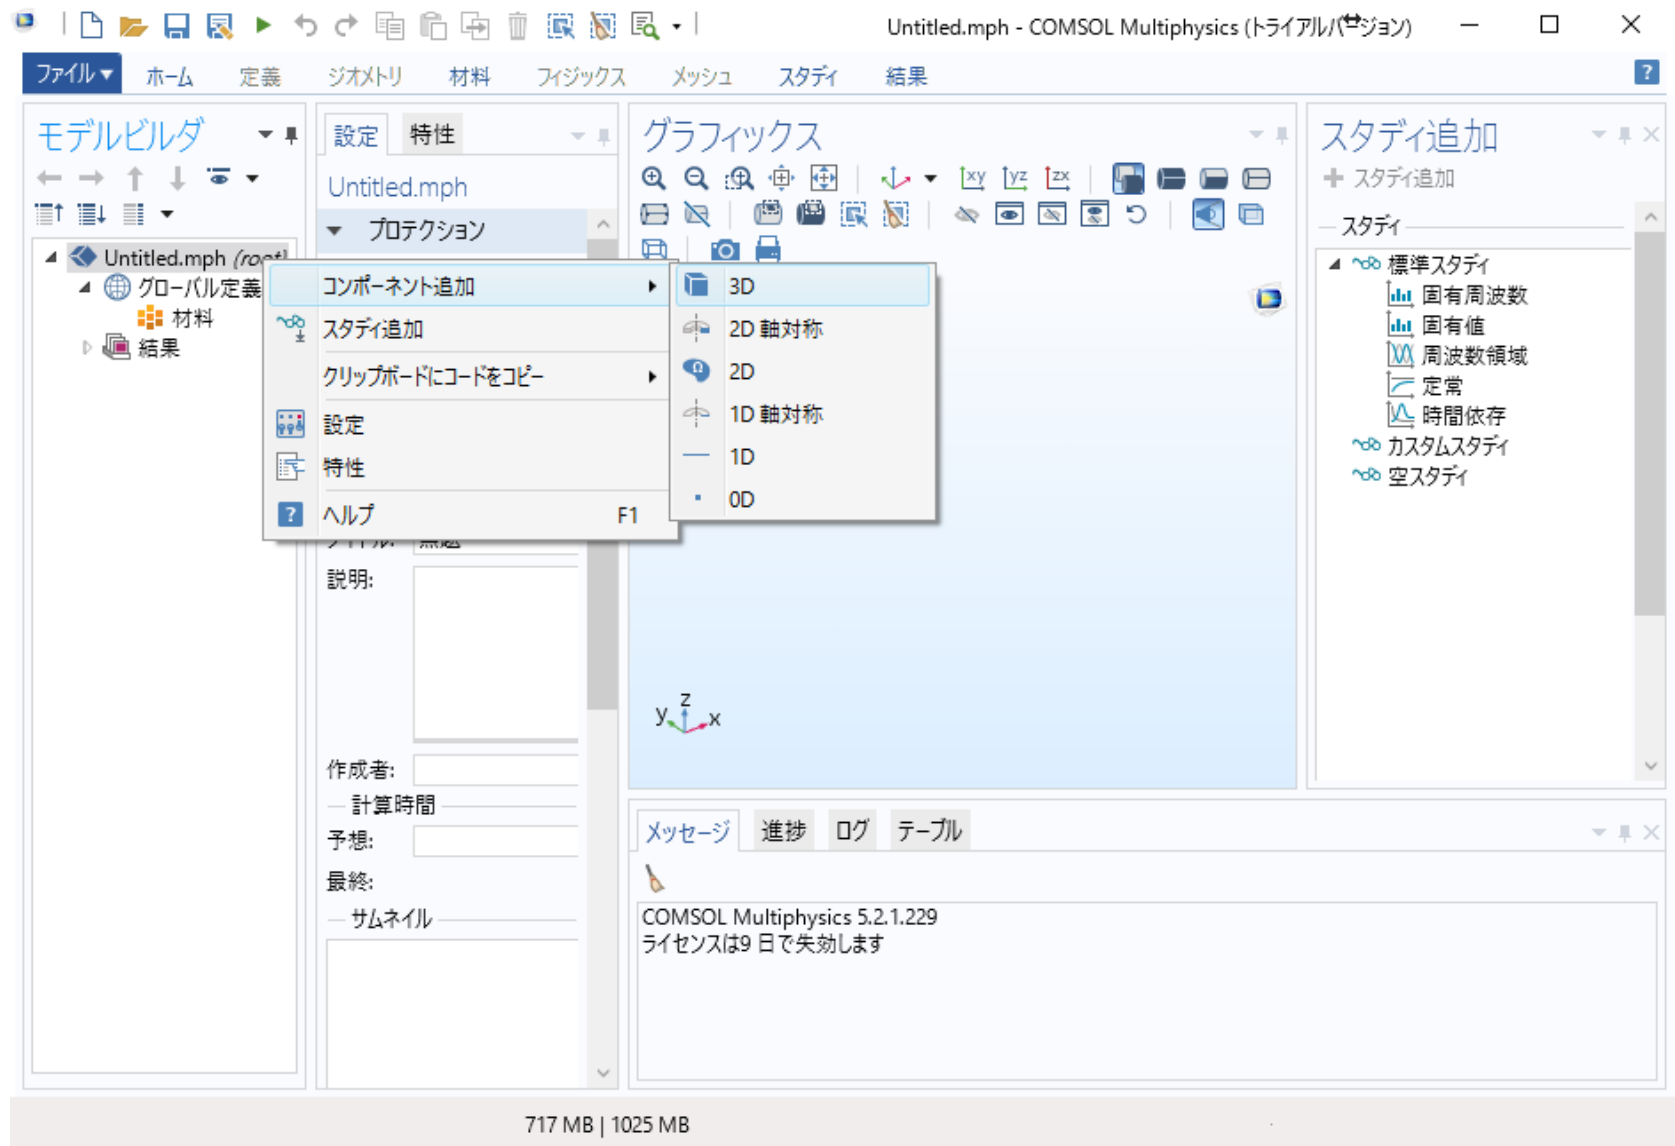 Untitled.mph - COMSOL Multiphysics (トライアルバージョン)
ファイル ホーム 定義 ジオメトリ 材料 フィジックス メッシュ スタディ 結果 ?
モデルビルダ
Untitled.mph (root)
グローバル定義
材料
結果
設定 特性
Untitled.mph
プロテクション
コンポーネント追加
スタディ追加
クリップボードにコードをコピー
設定
特性
ヘルプ F1
3D
2D 軸対称
2D
1D 軸対称
1D
0D
説明:
作成者:
計算時間
予想:
最終:
サムネイル
グラフィックス
xy yz zx
z
y x
メッセージ 進捗 ログ テーブル
COMSOL Multiphysics 5.2.1.229
ライセンスは9 日で失効します
スタディ追加
スタディ追加
スタディ
標準スタディ
固有周波数
固有値
周波数領域
定常
時間依存
カスタムスタディ
空スタディ
717 MB | 1025 MB